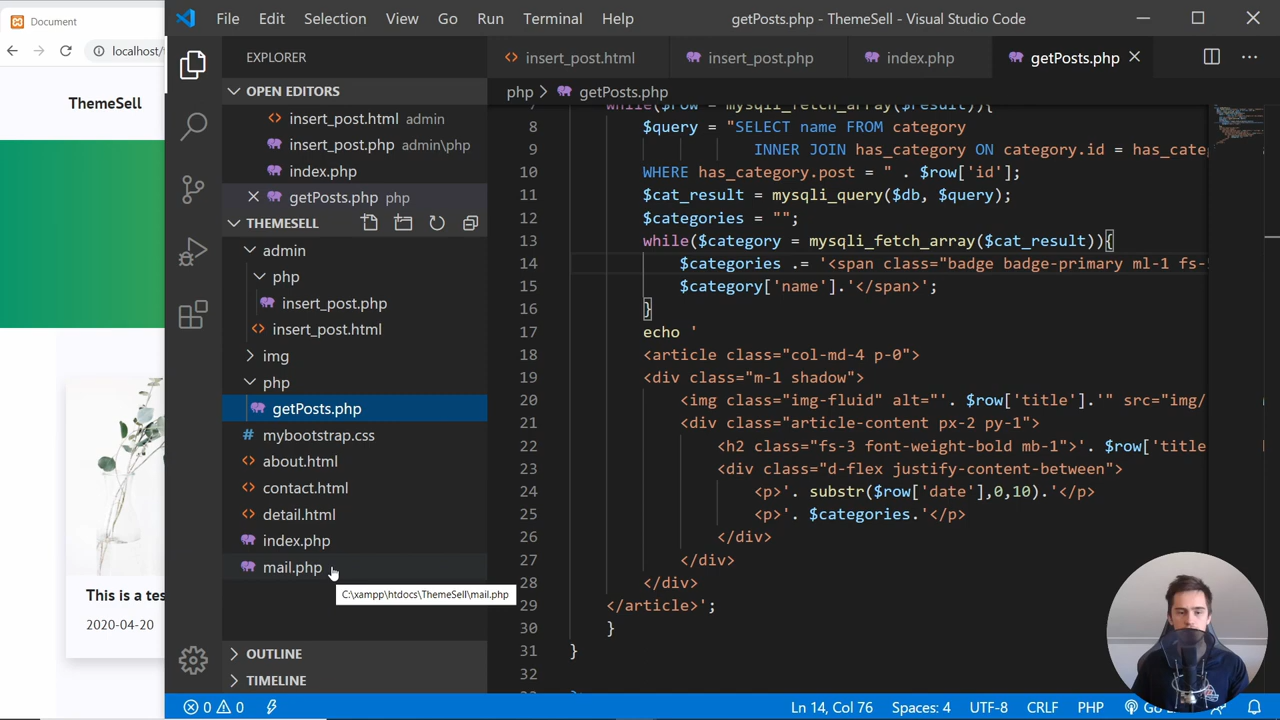 Document
localhost/
ThemeSell
This is a tes
2020-04-20
File Edit Selection View Go Run Terminal Help
getPosts.php - ThemeSell - Visual Studio Code
EXPLORER
OPEN EDITORS
insert_post.html admin
insert_post.php admin\php
index.php
getPosts.php php
THEMESELL
admin
php
insert_post.php
insert_post.html
img
php
getPosts.php
mybootstrap.css
about.html
contact.html
detail.html
index.php
mail.php
C:\xampp\htdocs\ThemeSell\mail.php
OUTLINE
TIMELINE
insert_post.html insert_post.php index.php getPosts.php
php > getPosts.php
7 while($row = mysqli_fetch_array($result)){
8 $query = "SELECT name FROM category
9 INNER JOIN has_category ON category.id = has_cate
10 WHERE has_category.post = " . $row['id'];
11 $cat_result = mysqli_query($db, $query);
12 $categories = "";
13 while($category = mysqli_fetch_array($cat_result)){
14 $categories .= '<span class="badge badge-primary ml-1 fs-
15 $category['name'].'</span>';
16 }
17 echo '
18 <article class="col-md-4 p-0">
19 <div class="m-1 shadow">
20 <img class="img-fluid" alt="'. $row['title'].'" src="img/
21 <div class="article-content px-2 py-1">
22 <h2 class="fs-3 font-weight-bold mb-1">'. $row['title
23 <div class="d-flex justify-content-between">
24 <p>'. substr($row['date'],0,10).'</p>
25 <p>'. $categories.'</p>
26 </div>
27 </div>
28 </div>
29 </article>';
30 }
31 }
32
0 0 Ln 14, Col 76 Spaces: 4 UTF-8 CRLF PHP Go